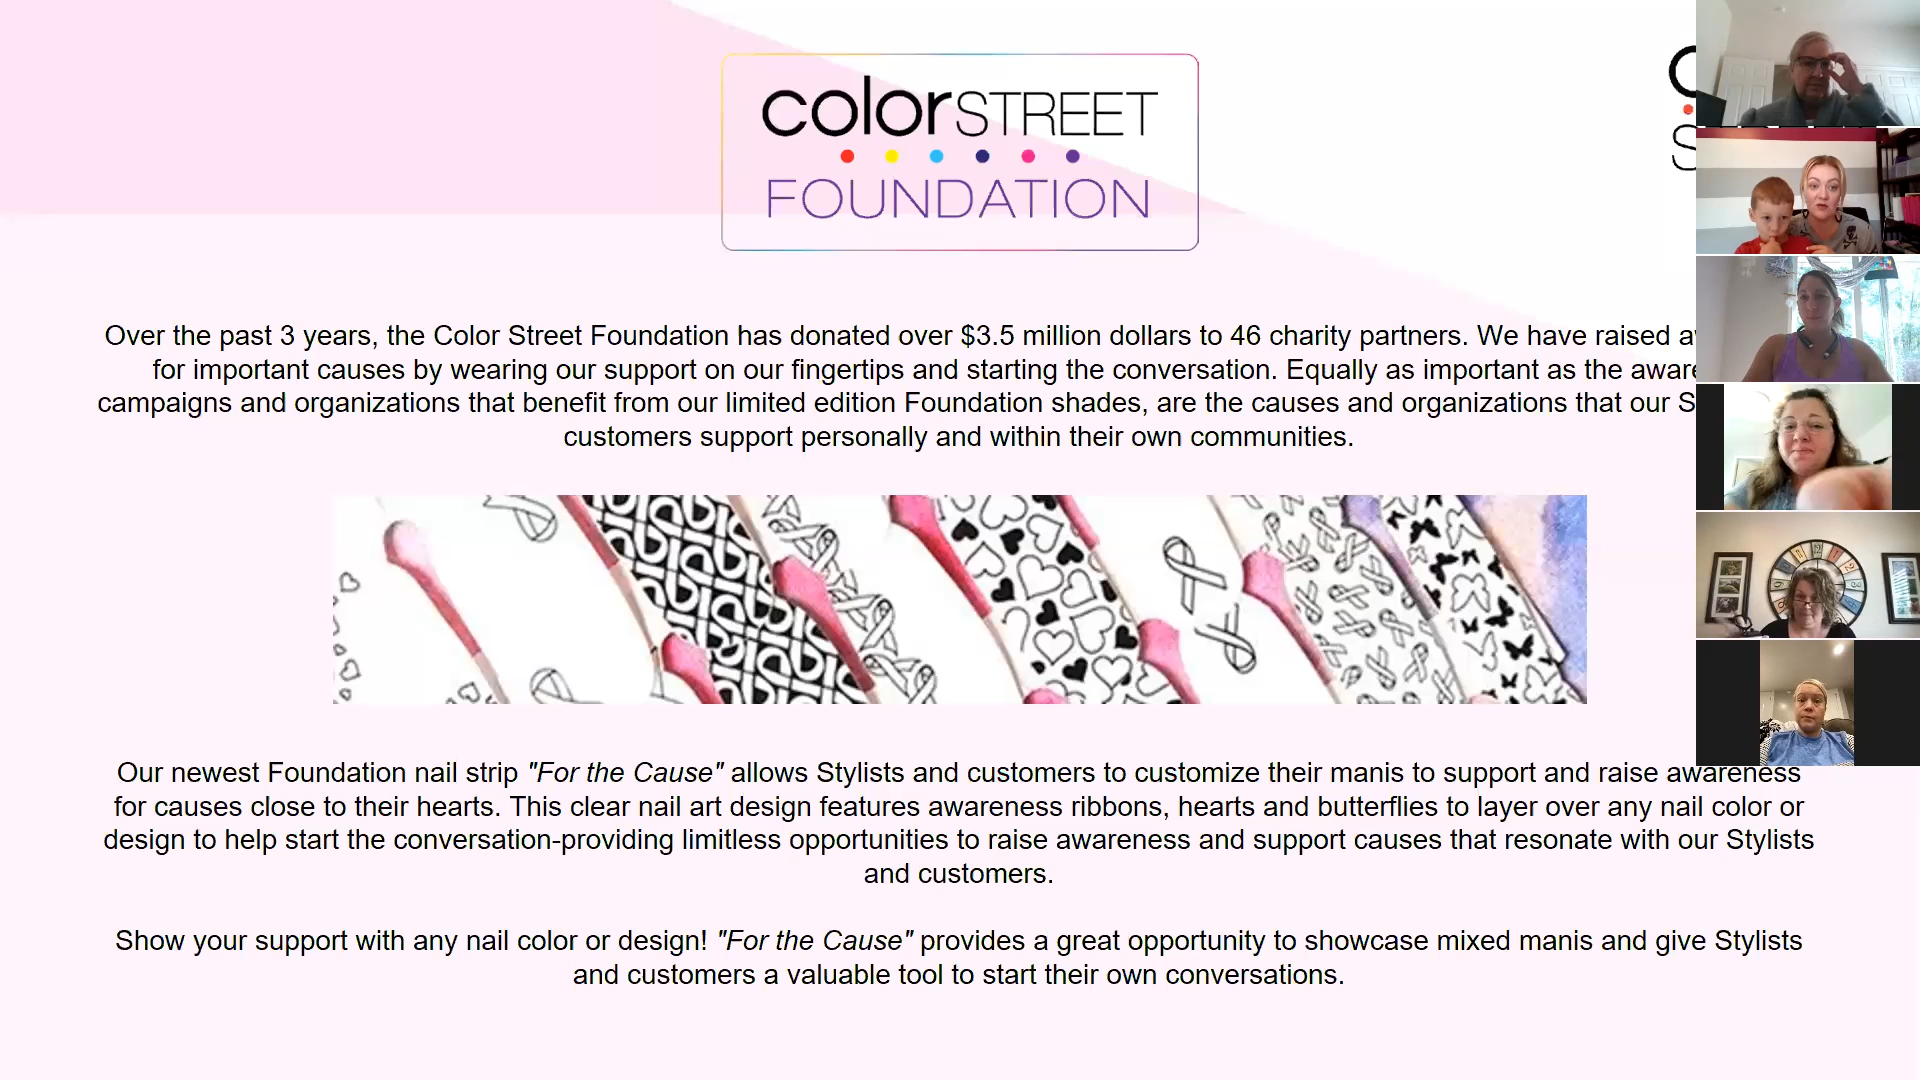 colorSTREET
FOUNDATION
Over the past 3 years, the Color Street Foundation has donated over $3.5 million dollars to 46 charity partners. We have raised
for important causes by wearing our support on our fingertips and starting the conversation. Equally as important as the
campaigns and organizations that benefit from our limited edition Foundation shades, are the causes and organizations that our
customers support personally and within their own communities.
Our newest Foundation nail strip "For the Cause" allows Stylists and customers to customize their manis to support and raise awareness
for causes close to their hearts. This clear nail art design features awareness ribbons, hearts and butterflies to layer over any nail color or
design to help start the conversation-providing limitless opportunities to raise awareness and support causes that resonate with our Stylists
and customers.
Show your support with any nail color or design! "For the Cause" provides a great opportunity to showcase mixed manis and give Stylists
and customers a valuable tool to start their own conversations.